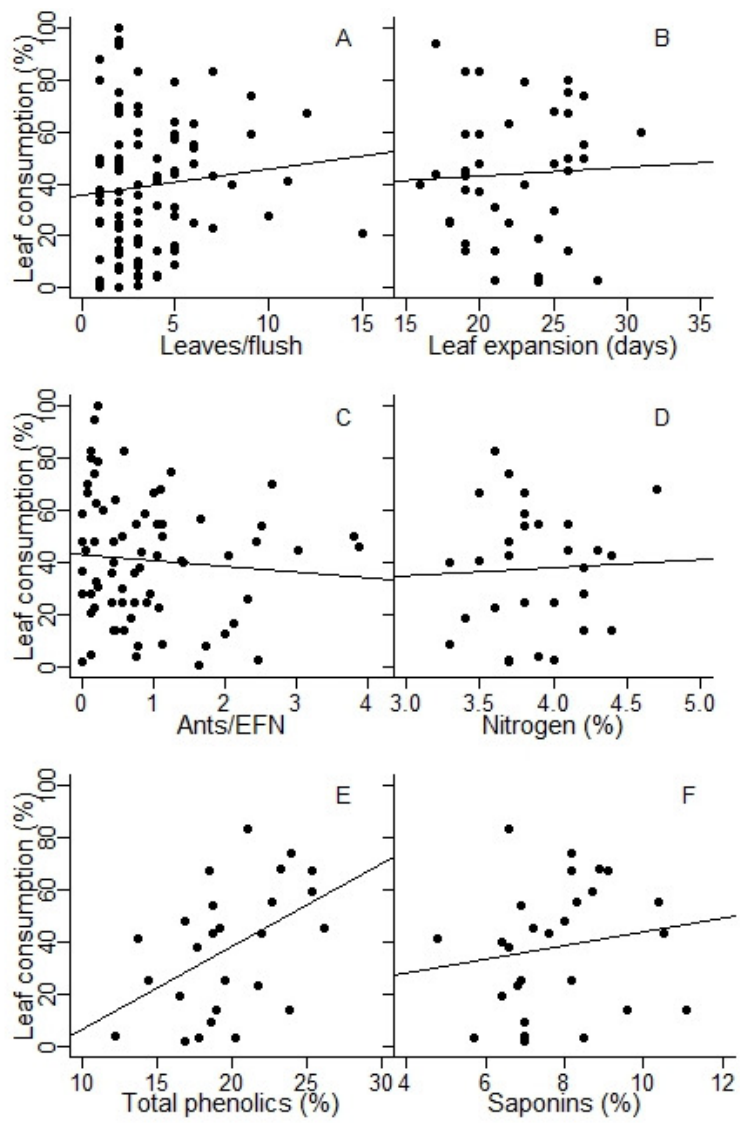 A
B
Leaf consumption (%)
0 20 40 60 80 100
0 5 10 15
15 20 25 30 35
Leaves/flush
Leaf expansion (days)
C
D
Leaf consumption (%)
0 20 40 60 80 100
0 1 2 3 4
3.0 3.5 4.0 4.5 5.0
Ants/EFN
Nitrogen (%)
E
F
Leaf consumption (%)
0 20 40 60 80 100
10 15 20 25 30
4 6 8 10 12
Total phenolics (%)
Saponins (%)